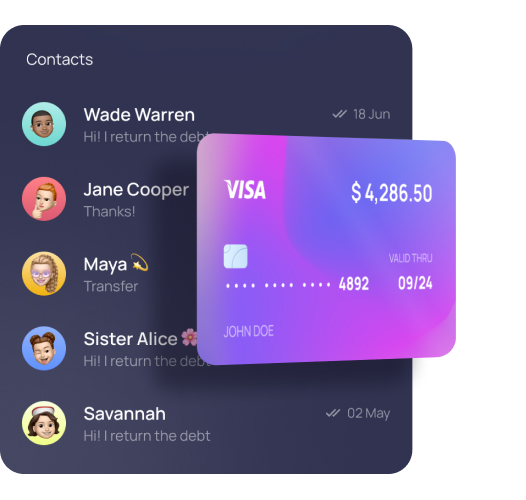 Contacts
Wade Warren
18 Jun
Hi! I return the debt
Jane Cooper
Thanks!
Maya 💫
Transfer
Sister Alice 🌸
Hi! I return the debt
Savannah
02 May
Hi! I return the debt
VISA
$ 4,286.50
VALID THRU
•••• •••• •••• 4892
09/24
JOHN DOE